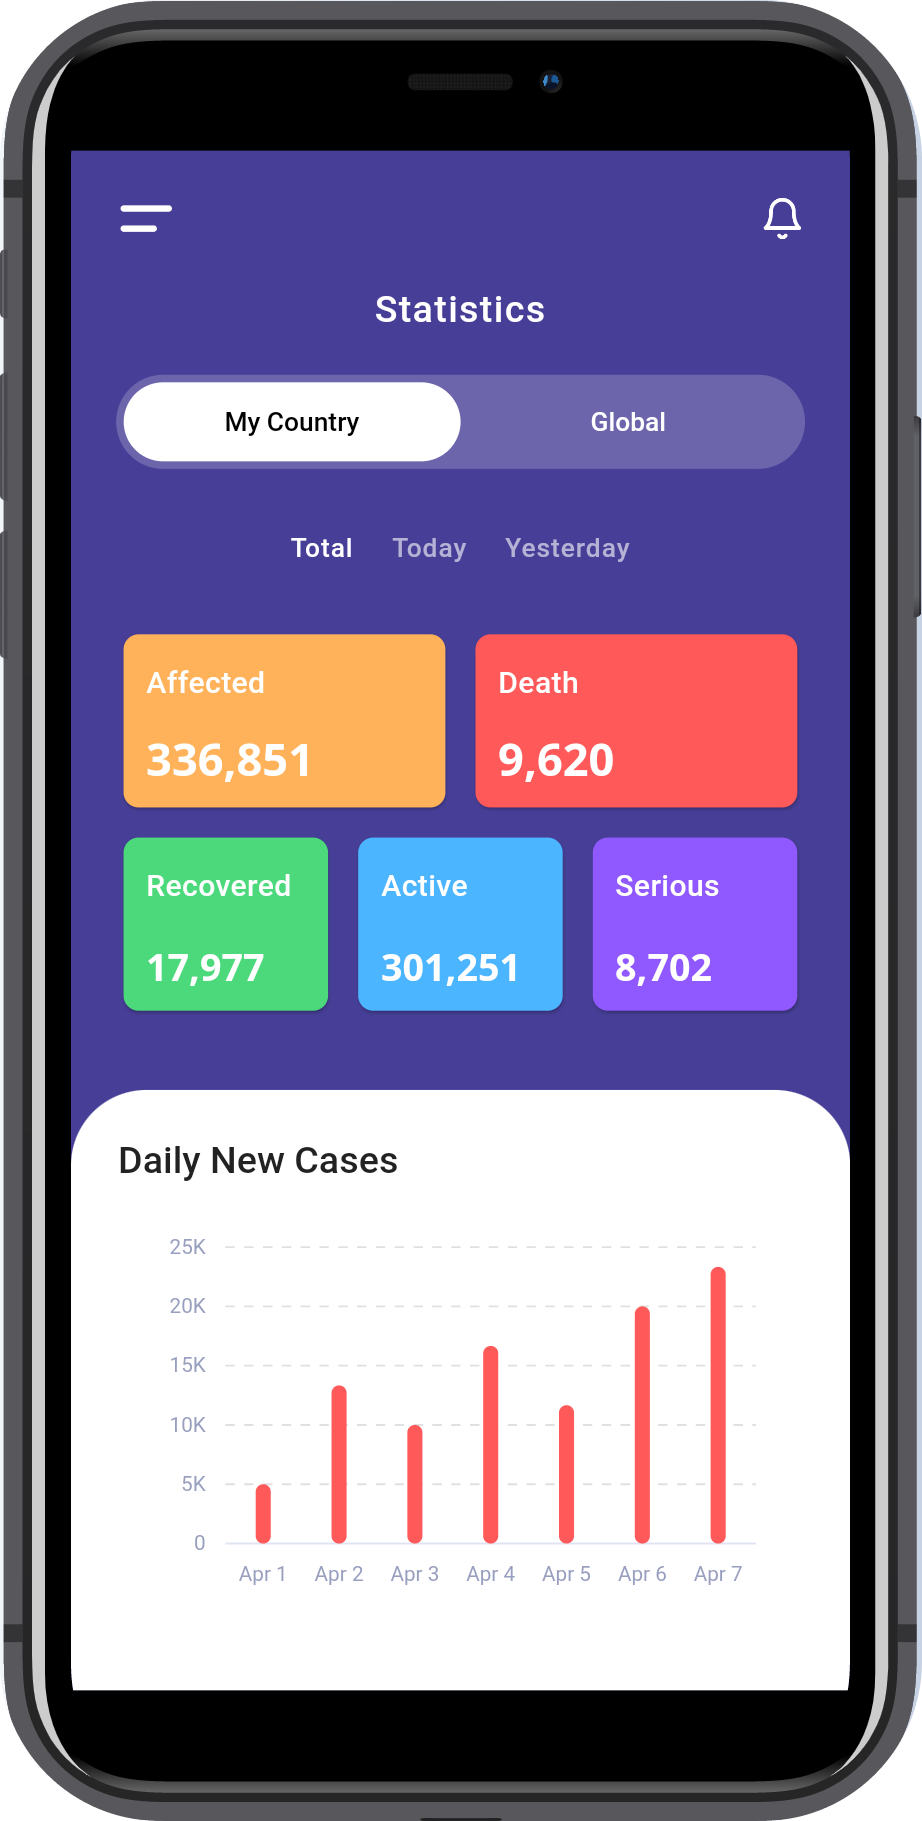 Statistics
My Country Global
Total Today Yesterday
Affected Death
336,851 9,620
Recovered Active Serious
17,977 301,251 8,702
Daily New Cases
25K
20K
15K
10K
5K
0
Apr 1 Apr 2 Apr 3 Apr 4 Apr 5 Apr 6 Apr 7